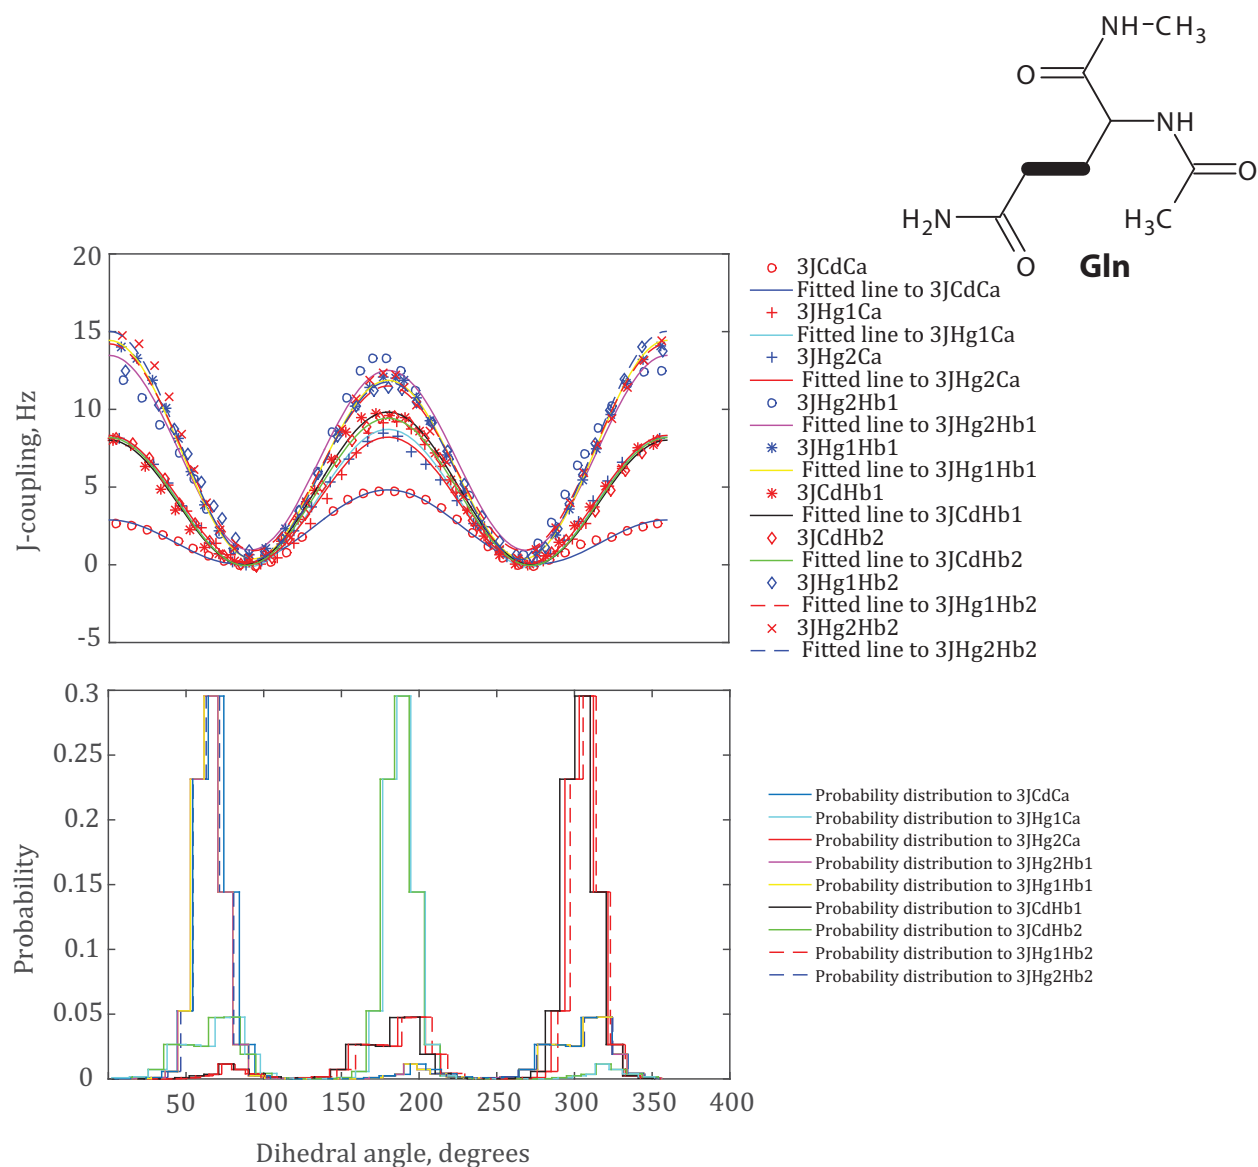 NH-CH3
O
NH
O
H2N
H3C
O
Gln
20
15
10
5
0
-5
J-coupling, Hz
3JCdCa
Fitted line to 3JCdCa
3JHg1Ca
Fitted line to 3JHg1Ca
3JHg2Ca
Fitted line to 3JHg2Ca
3JHg2Hb1
Fitted line to 3JHg2Hb1
3JHg1Hb1
Fitted line to 3JHg1Hb1
3JCdHb1
Fitted line to 3JCdHb1
3JCdHb2
Fitted line to 3JCdHb2
3JHg1Hb2
Fitted line to 3JHg1Hb2
3JHg2Hb2
Fitted line to 3JHg2Hb2
0.3
0.25
0.2
0.15
0.1
0.05
0
Probability
50 100 150 200 250 300 350 400
Dihedral angle, degrees
Probability distribution to 3JCdCa
Probability distribution to 3JHg1Ca
Probability distribution to 3JHg2Ca
Probability distribution to 3JHg2Hb1
Probability distribution to 3JHg1Hb1
Probability distribution to 3JCdHb1
Probability distribution to 3JCdHb2
Probability distribution to 3JHg1Hb2
Probability distribution to 3JHg2Hb2